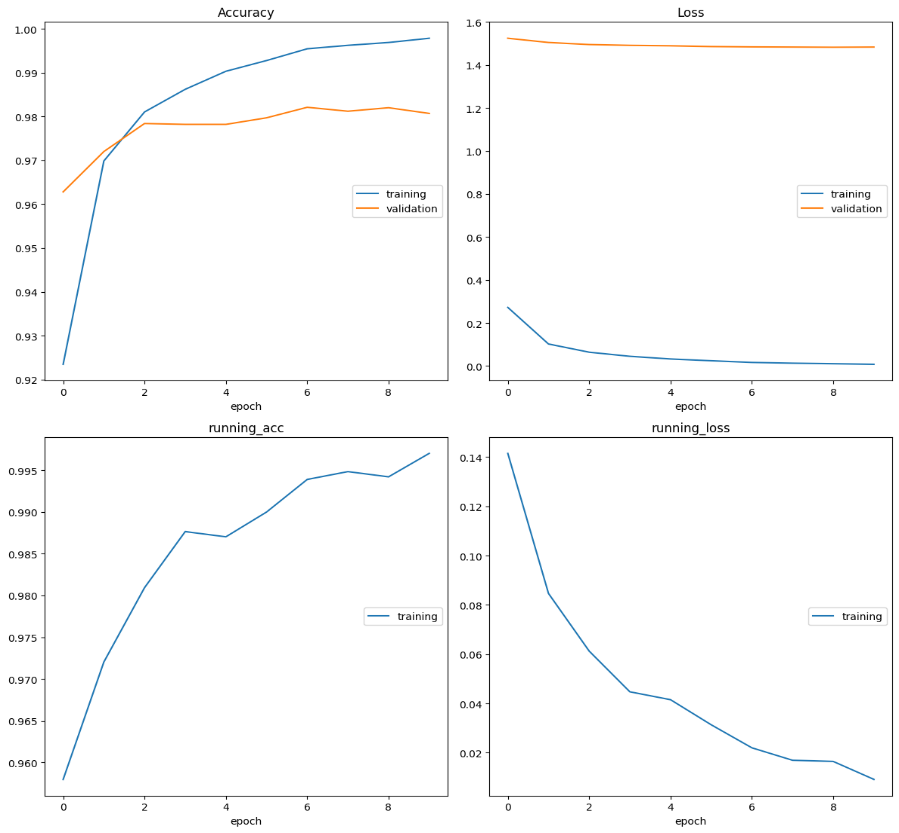 Accuracy
1.00
0.99
0.98
0.97
0.96
0.95
0.94
0.93
0.92
training
validation
0 2 4 6 8
epoch
Loss
1.6
1.4
1.2
1.0
0.8
0.6
0.4
0.2
0.0
training
validation
0 2 4 6 8
epoch
running_acc
0.995
0.990
0.985
0.980
0.975
0.970
0.965
0.960
training
0 2 4 6 8
epoch
running_loss
0.14
0.12
0.10
0.08
0.06
0.04
0.02
training
0 2 4 6 8
epoch